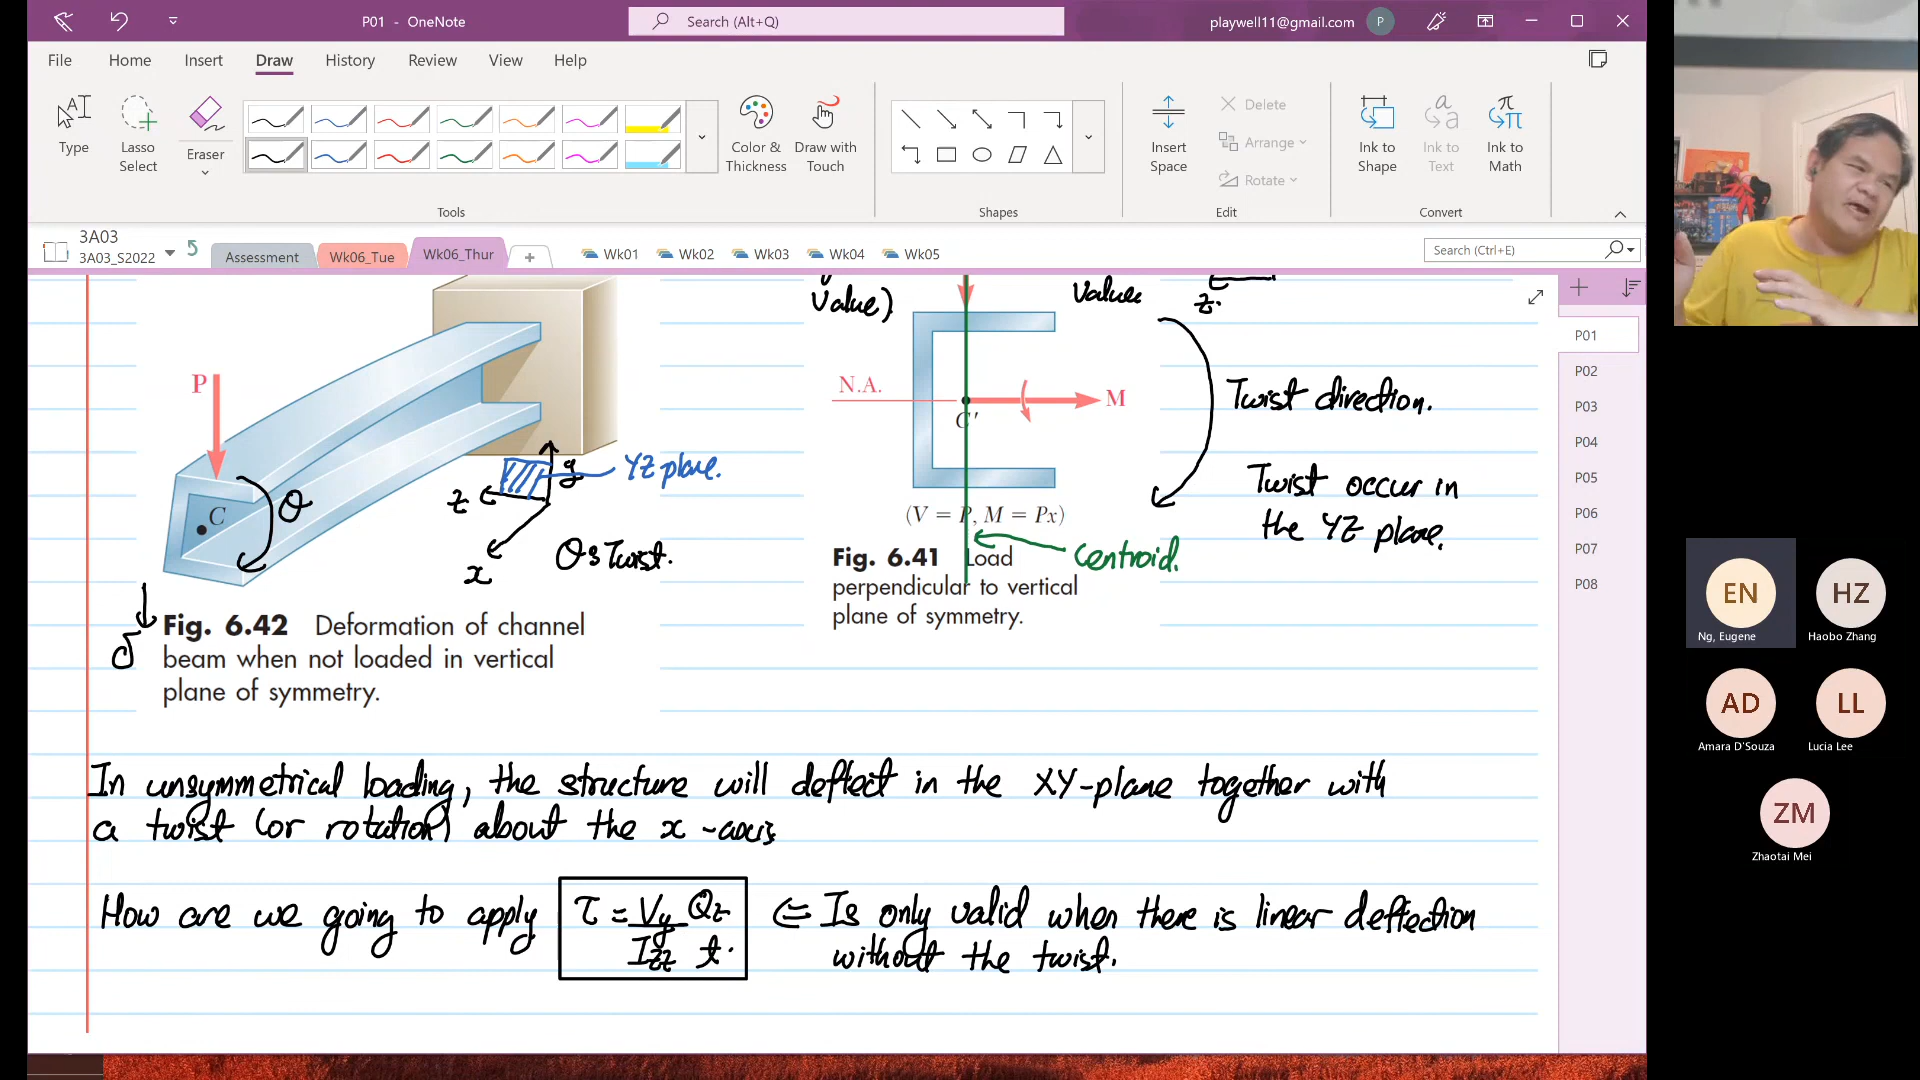 P01 - OneNote
Search (Alt+Q)
playwell11@gmail.com
P
File
Home
Insert
Draw
History
Review
View
Help
Type
Lasso Select
Eraser
Color & Thickness
Draw with Touch
Insert Space
Delete
Arrange
Rotate
Ink to Shape
Ink to Text
Ink to Math
Tools
Shapes
Edit
Convert
3A03
3A03_S2022
Assessment
Wk06_Tue
Wk06_Thur
Wk01
Wk02
Wk03
Wk04
Wk05
Search (Ctrl+E)
P01
P02
P03
P04
P05
P06
P07
P08
P
C
θ
δ
z
y
x
YZ plane.
θ is Twist.
Fig. 6.42 Deformation of channel
beam when not loaded in vertical
plane of symmetry.
Value)
Values
z.
N.A.
C'
M
(V = P, M = Px)
Fig. 6.41 Load
perpendicular to vertical
plane of symmetry.
Centroid.
Twist direction.
Twist occur in
the YZ plane.
In unsymmetrical loading, the structure will deflect in the XY-plane together with
a twist (or rotation) about the x-axis
How are we going to apply τ = Vy Qz / Izz t. ⇐ Is only valid when there is linear deflection
without the twist.
EN
Ng, Eugene
HZ
Haobo Zhang
AD
Amara D'Souza
LL
Lucia Lee
ZM
Zhaotai Mei